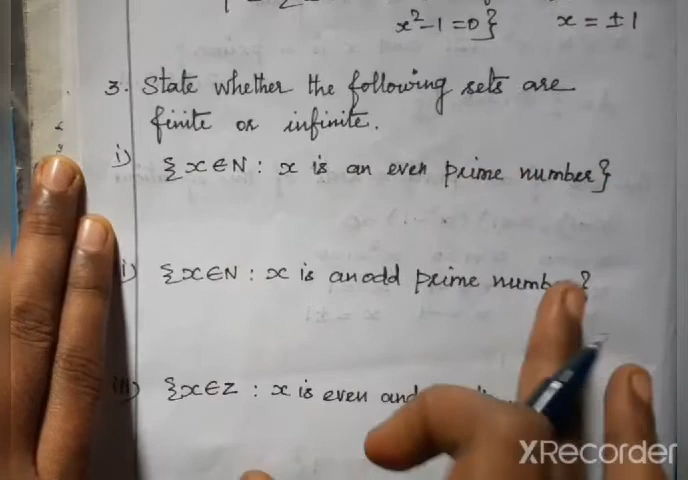 x²-1=0}
x = ±1
3. State whether the following sets are
finite or infinite.
i) {x∈N : x is an even prime number}
i) {x∈N : x is an odd prime number}
{x∈Z : x is even and
XRecorder